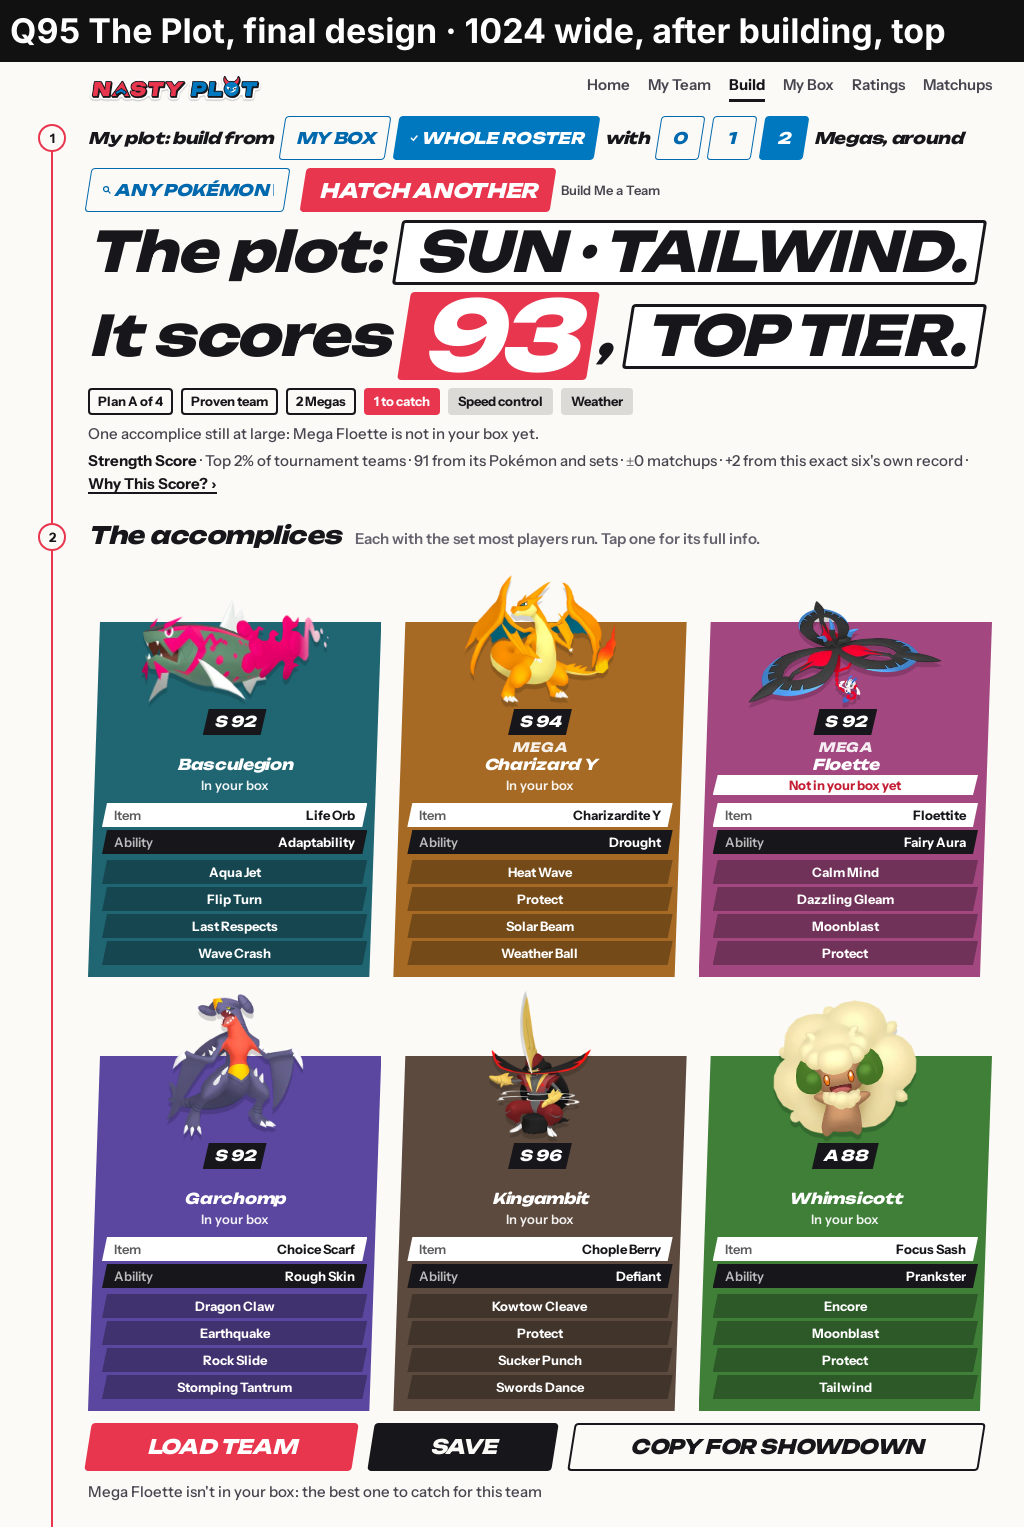 Q95 The Plot, final design · 1024 wide, after building, top
NASTY PLOT
Home My Team Build My Box Ratings Matchups
1
My plot: build from MY BOX ✓ WHOLE ROSTER with 0 1 2 Megas, around
ANY POKÉMON HATCH ANOTHER Build Me a Team
The plot: SUN · TAILWIND.
It scores 93, TOP TIER.
Plan A of 4 Proven team 2 Megas 1 to catch Speed control Weather
One accomplice still at large: Mega Floette is not in your box yet.
Strength Score · Top 2% of tournament teams · 91 from its Pokémon and sets · ±0 matchups · +2 from this exact six's own record ·
Why This Score? ›
2
The accomplices Each with the set most players run. Tap one for its full info.
S 92 S 94 S 92
MEGA MEGA
Basculegion Charizard Y Floette
In your box In your box Not in your box yet
Item Life Orb Item Charizardite Y Item Floettite
Ability Adaptability Ability Drought Ability Fairy Aura
Aqua Jet Heat Wave Calm Mind
Flip Turn Protect Dazzling Gleam
Last Respects Solar Beam Moonblast
Wave Crash Weather Ball Protect
S 92 S 96 A 88
Garchomp Kingambit Whimsicott
In your box In your box In your box
Item Choice Scarf Item Chople Berry Item Focus Sash
Ability Rough Skin Ability Defiant Ability Prankster
Dragon Claw Kowtow Cleave Encore
Earthquake Protect Moonblast
Rock Slide Sucker Punch Protect
Stomping Tantrum Swords Dance Tailwind
LOAD TEAM SAVE COPY FOR SHOWDOWN
Mega Floette isn't in your box: the best one to catch for this team